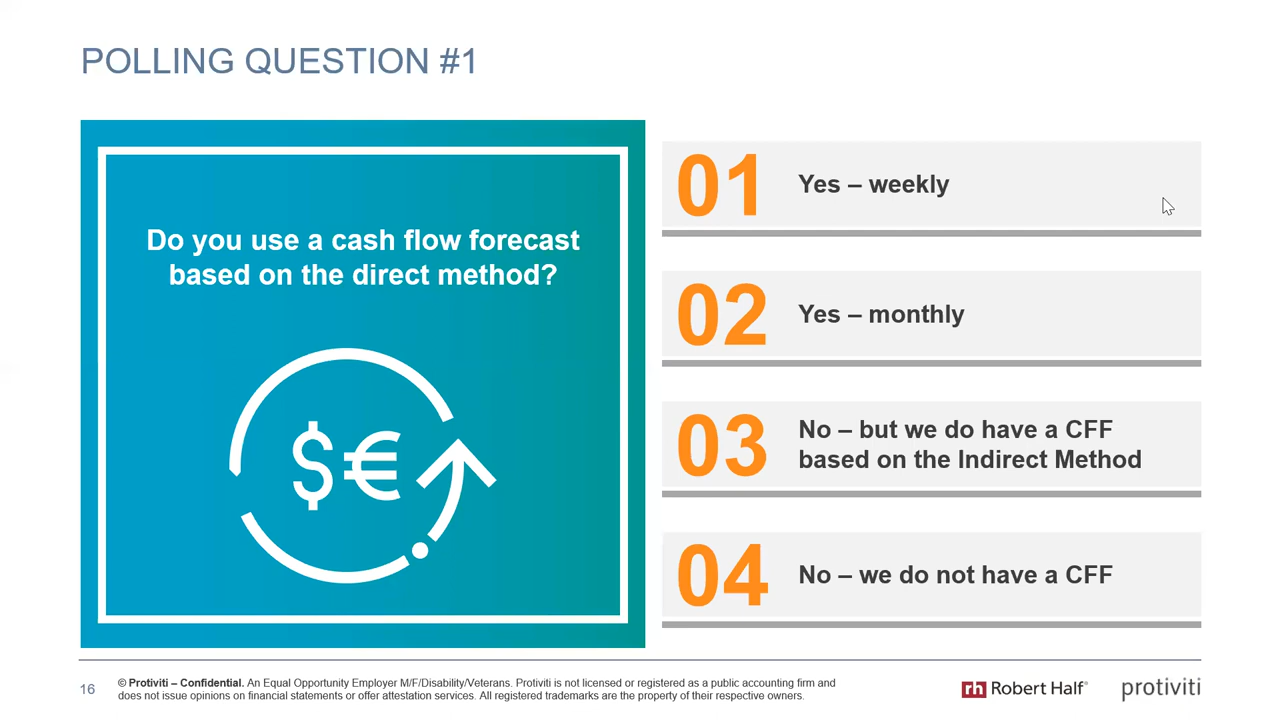 POLLING QUESTION #1
Do you use a cash flow forecast
based on the direct method?
$€
01
Yes – weekly
02
Yes – monthly
03
No – but we do have a CFF
based on the Indirect Method
04
No – we do not have a CFF
16
© Protiviti – Confidential. An Equal Opportunity Employer M/F/Disability/Veterans. Protiviti is not licensed or registered as a public accounting firm and
does not issue opinions on financial statements or offer attestation services. All registered trademarks are the property of their respective owners.
rh Robert Half®
protiviti